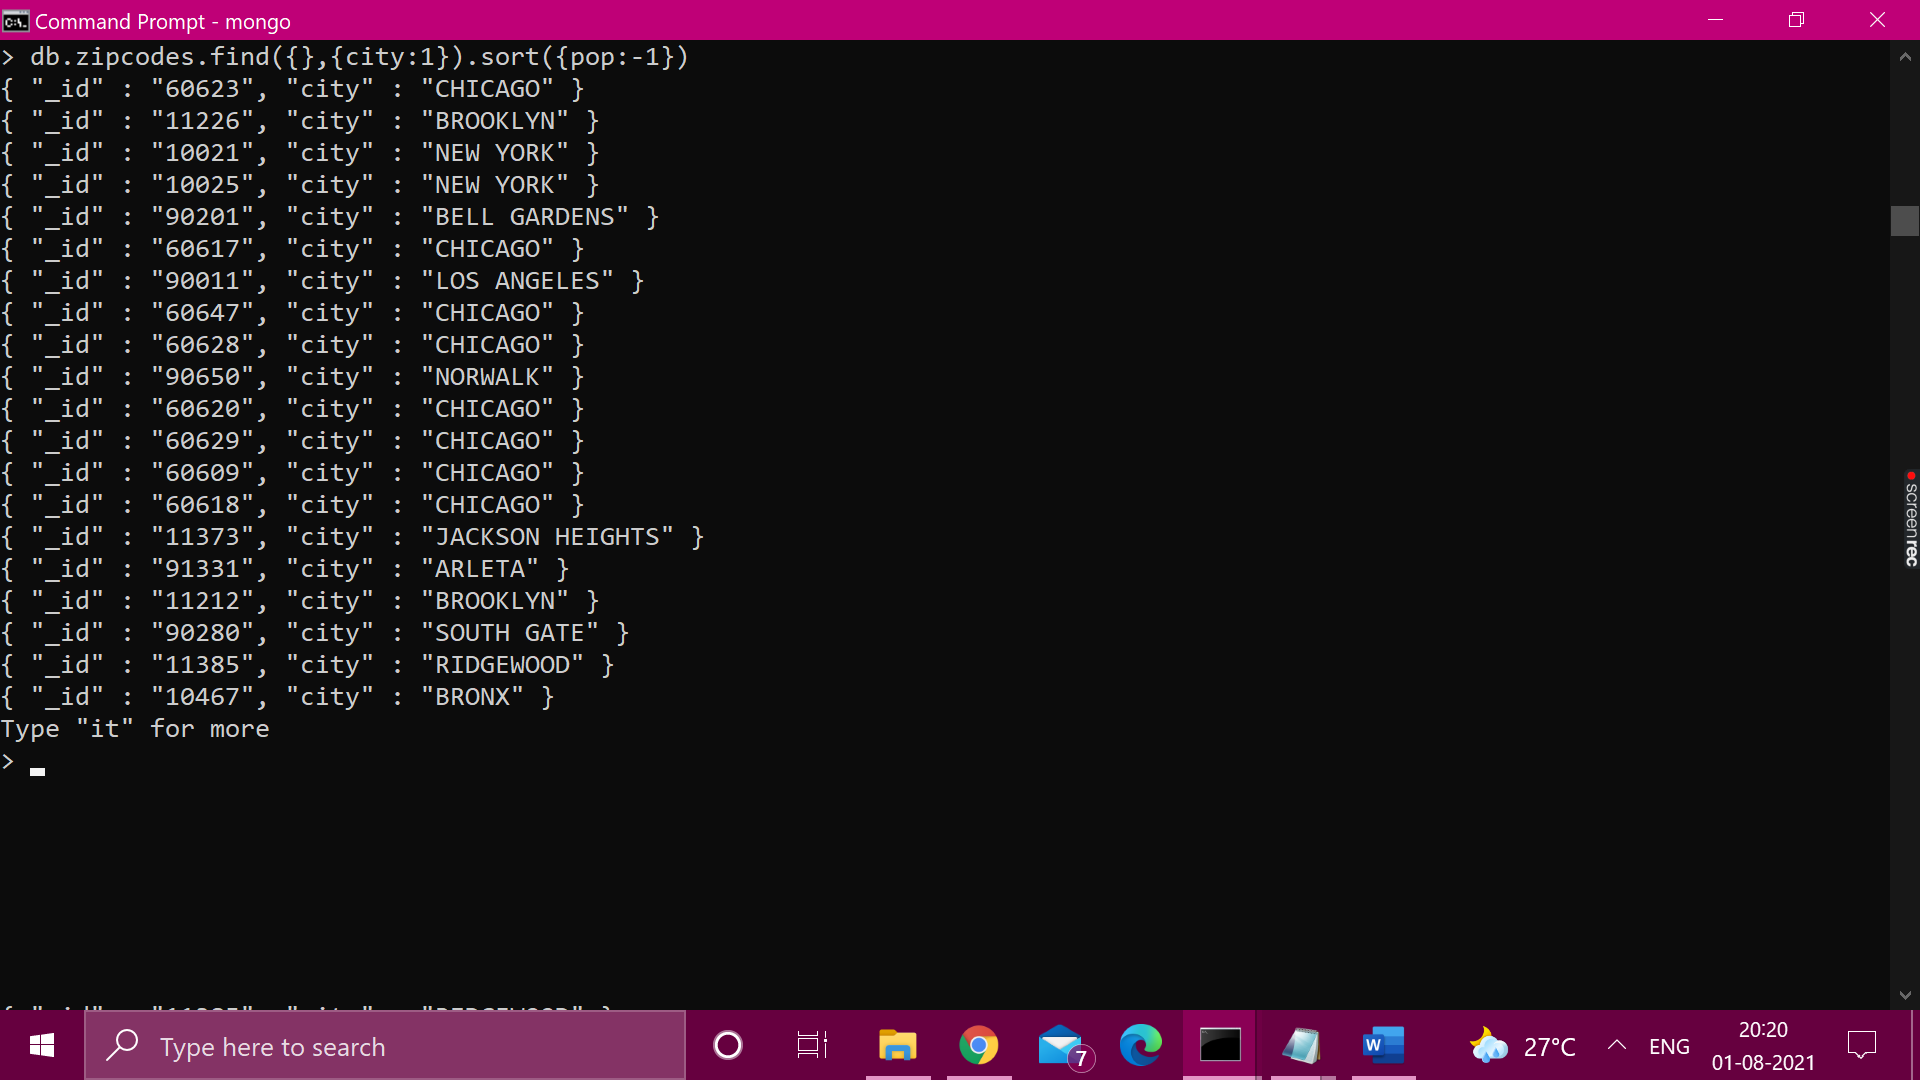 Command Prompt - mongo
> db.zipcodes.find({},{city:1}).sort({pop:-1})
{ "_id" : "60623", "city" : "CHICAGO" }
{ "_id" : "11226", "city" : "BROOKLYN" }
{ "_id" : "10021", "city" : "NEW YORK" }
{ "_id" : "10025", "city" : "NEW YORK" }
{ "_id" : "90201", "city" : "BELL GARDENS" }
{ "_id" : "60617", "city" : "CHICAGO" }
{ "_id" : "90011", "city" : "LOS ANGELES" }
{ "_id" : "60647", "city" : "CHICAGO" }
{ "_id" : "60628", "city" : "CHICAGO" }
{ "_id" : "90650", "city" : "NORWALK" }
{ "_id" : "60620", "city" : "CHICAGO" }
{ "_id" : "60629", "city" : "CHICAGO" }
{ "_id" : "60609", "city" : "CHICAGO" }
{ "_id" : "60618", "city" : "CHICAGO" }
{ "_id" : "11373", "city" : "JACKSON HEIGHTS" }
{ "_id" : "91331", "city" : "ARLETA" }
{ "_id" : "11212", "city" : "BROOKLYN" }
{ "_id" : "90280", "city" : "SOUTH GATE" }
{ "_id" : "11385", "city" : "RIDGEWOOD" }
{ "_id" : "10467", "city" : "BRONX" }
Type "it" for more
>
screenrec
Type here to search
7
27°C
ENG
20:20
01-08-2021